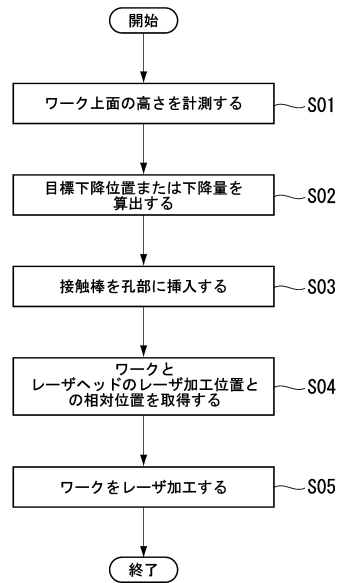 開始
ワーク上面の高さを計測する
S01
目標下降位置または下降量を
算出する
S02
接触棒を孔部に挿入する
S03
ワークと
レーザヘッドのレーザ加工位置と
の相対位置を取得する
S04
ワークをレーザ加工する
S05
終了